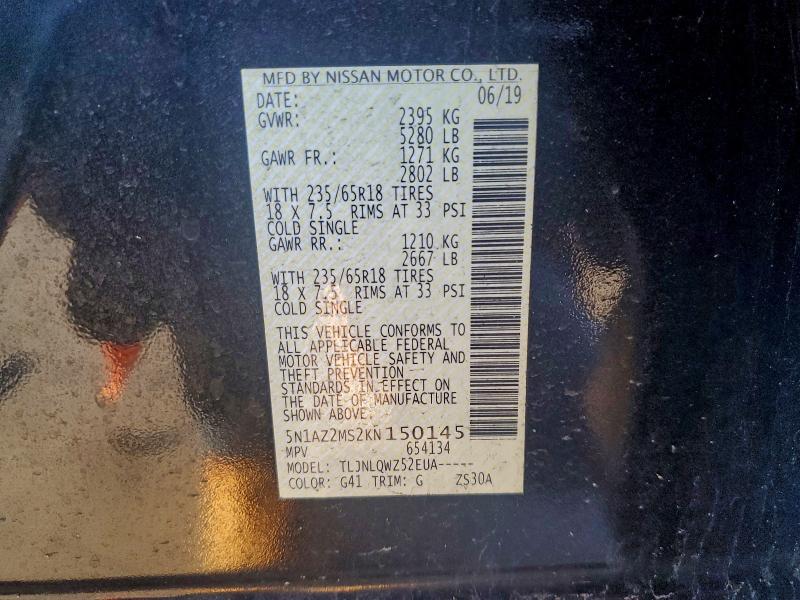 MFD BY NISSAN MOTOR CO., LTD.
DATE: 06/19
GVWR: 2395 KG
5280 LB
GAWR FR.: 1271 KG
2802 LB
WITH 235/65R18 TIRES
18 X 7.5 RIMS AT 33 PSI
COLD SINGLE
GAWR RR.: 1210 KG
2667 LB
WITH 235/65R18 TIRES
18 X 7.5 RIMS AT 33 PSI
COLD SINGLE
THIS VEHICLE CONFORMS TO
ALL APPLICABLE FEDERAL
MOTOR VEHICLE SAFETY AND
THEFT PREVENTION
STANDARDS IN EFFECT ON
THE DATE OF MANUFACTURE
SHOWN ABOVE.
5N1AZ2MS2KN150145
MPV 654134
MODEL: TLJNLQWZ52EUA-----
COLOR: G41 TRIM: G ZS30A